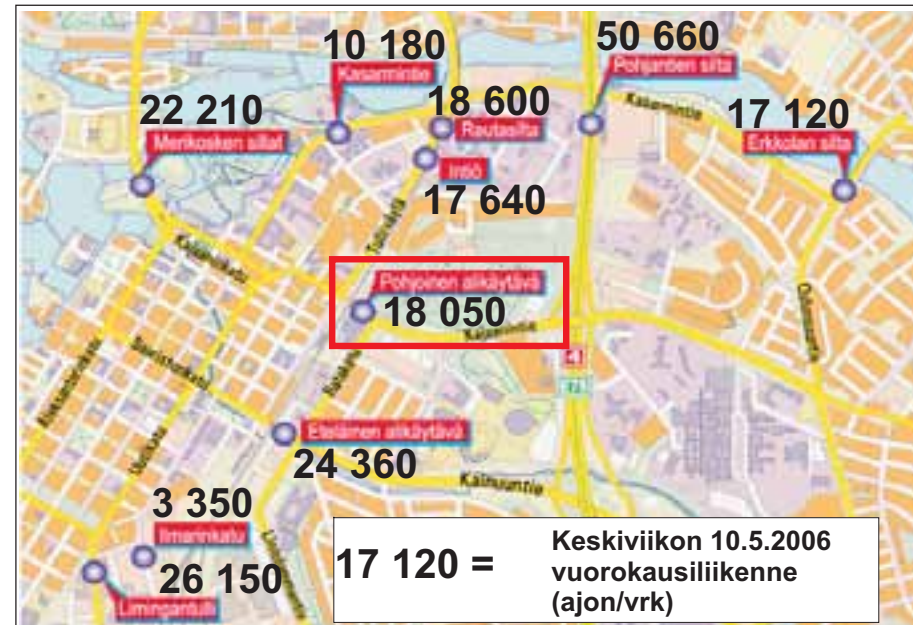 10 180
Kasarmintie
50 660
Pohjantien silta
22 210
Merikosken sillat
18 600
Rautasilta
Kasarmintie
17 120
Erkkolan silta
Intiö
17 640
Pohjoinen alikäytävä
18 050
Kajaanintie
4
Eteläinen alikäytävä
24 360
Kainuuntie
3 350
Ilmarinkatu
26 150
Limingantulli
17 120 =
Keskiviikon 10.5.2006
vuorokausiliikenne
(ajon/vrk)